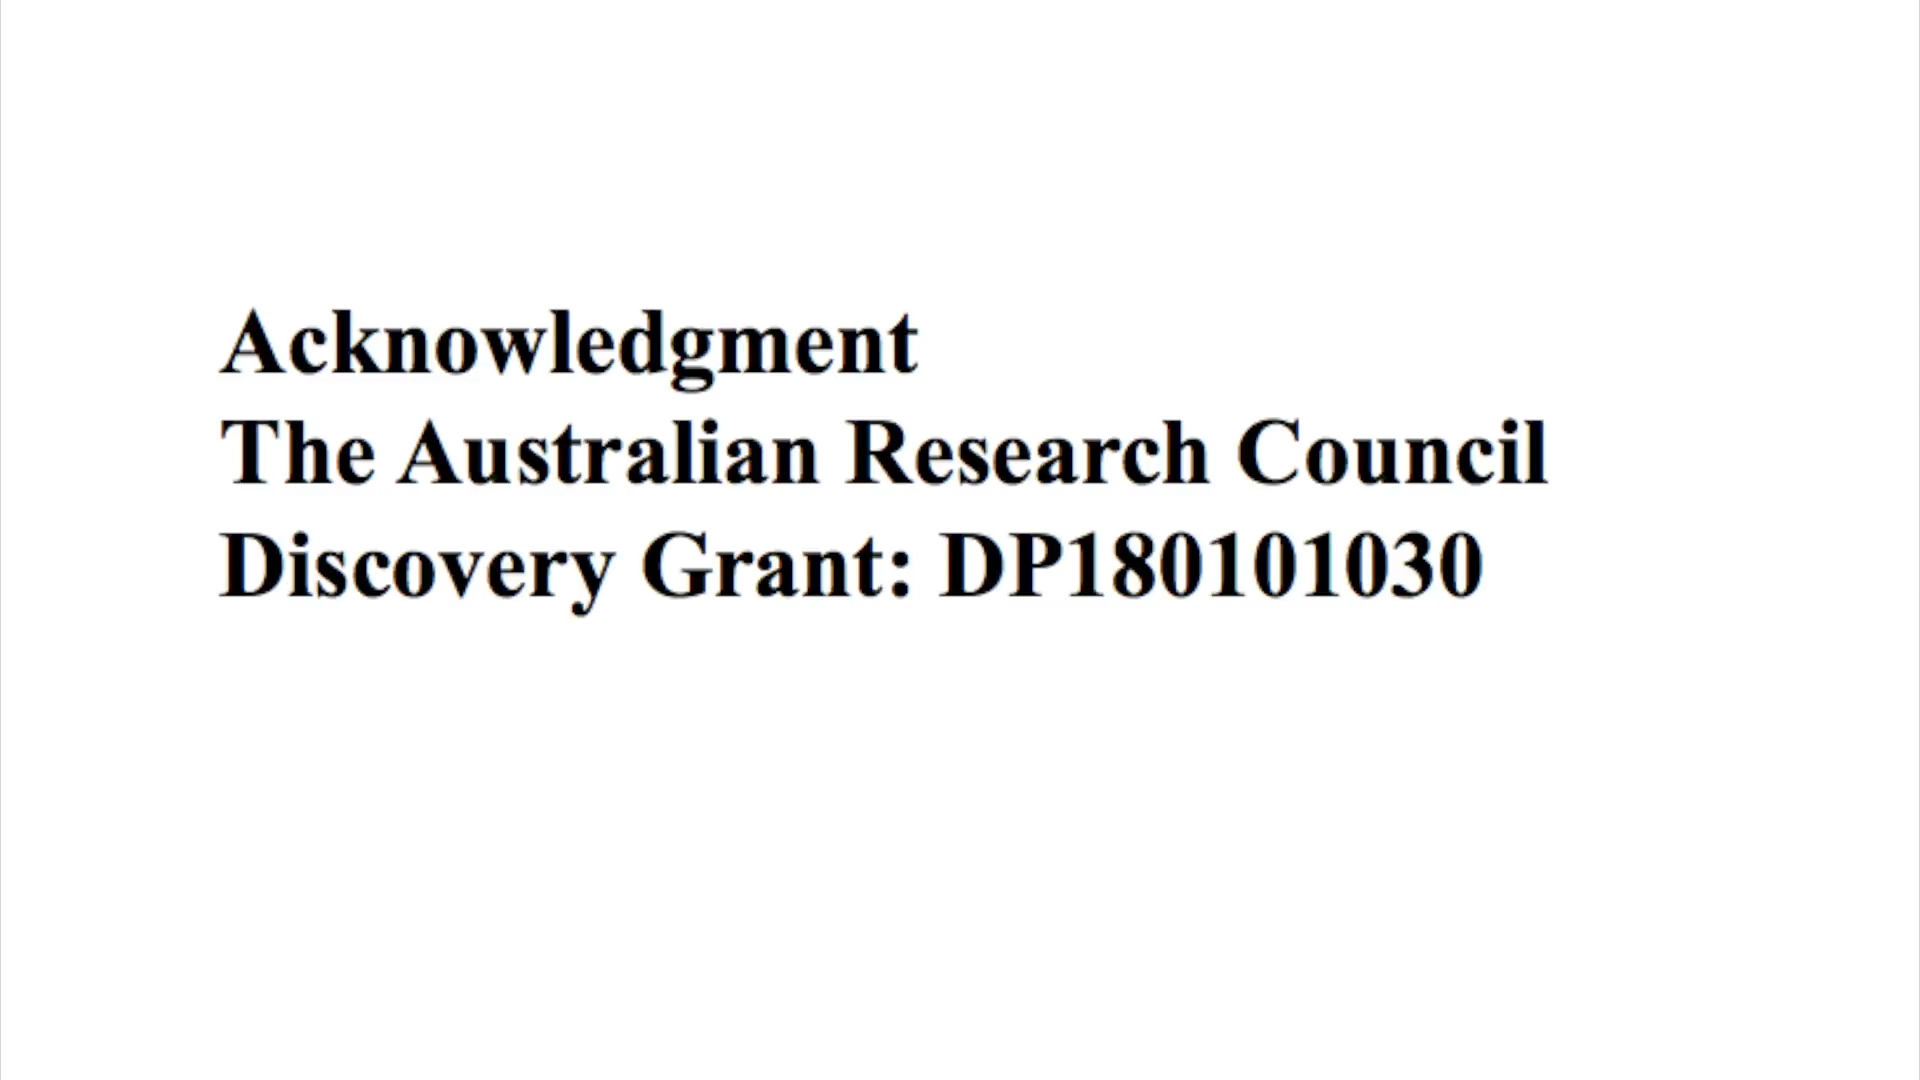 Acknowledgment
The Australian Research Council
Discovery Grant: DP180101030